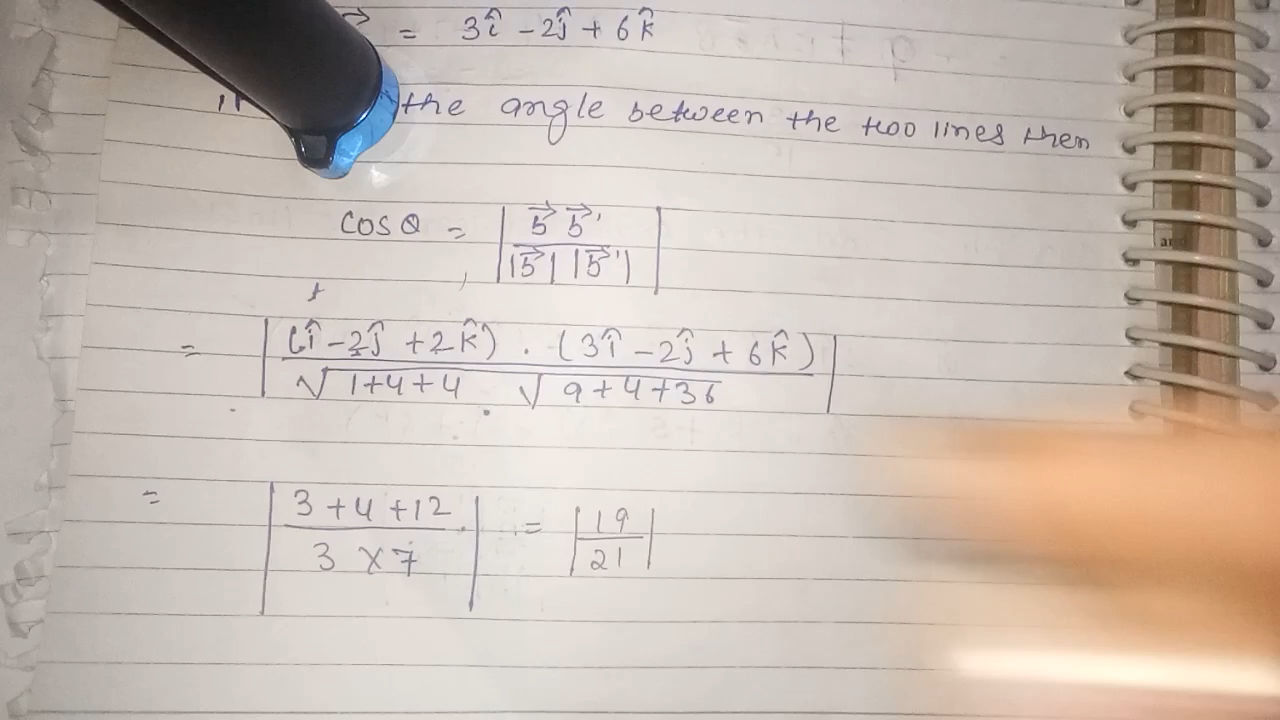 = 3î - 2ĵ + 6k̂
the angle between the two lines then
cos θ = | b⃗ b⃗' / |b⃗| |b⃗'| |
= | (î - 2ĵ + 2k̂) . (3î - 2ĵ + 6k̂) / √1+4+4 . √9+4+36 |
= | 3+4+12 / 3 x 7 | = | 19 / 21 |